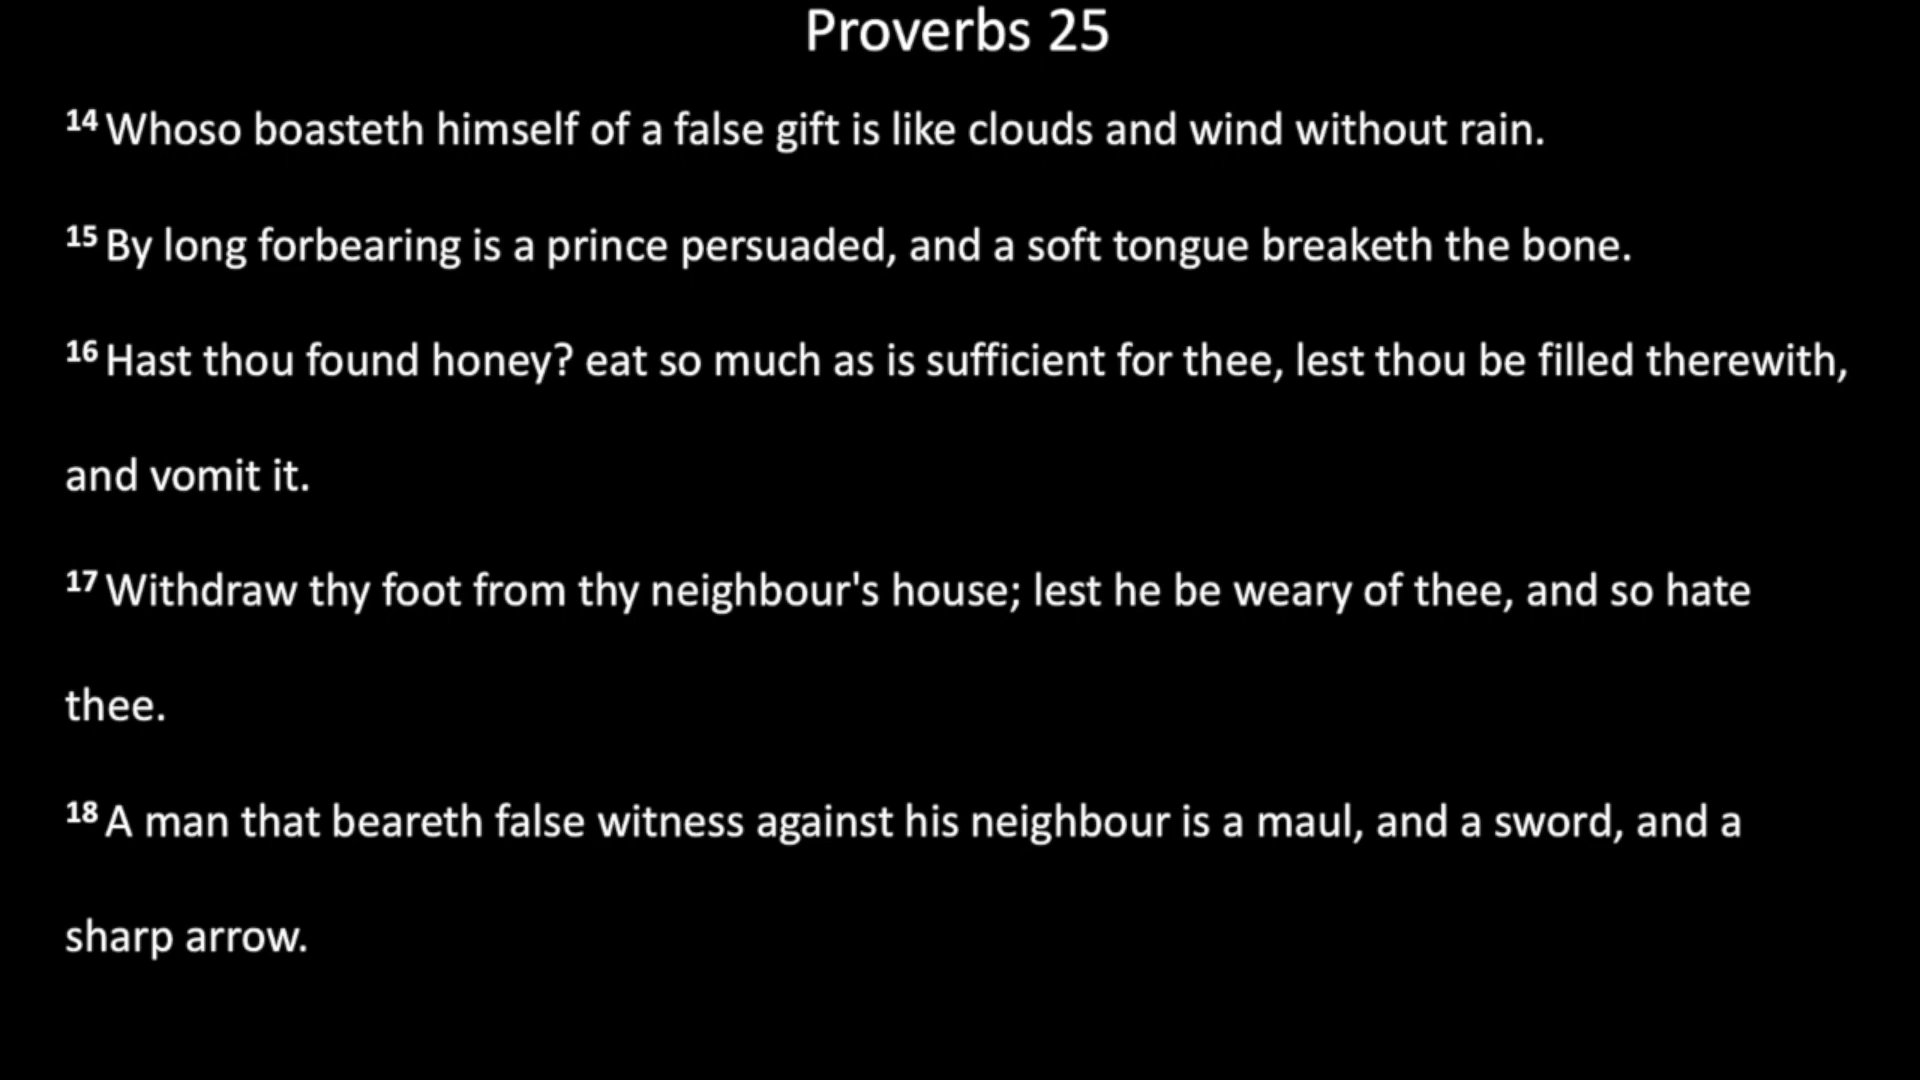 Proverbs 25
14 Whoso boasteth himself of a false gift is like clouds and wind without rain.
15 By long forbearing is a prince persuaded, and a soft tongue breaketh the bone.
16 Hast thou found honey? eat so much as is sufficient for thee, lest thou be filled therewith,
and vomit it.
17 Withdraw thy foot from thy neighbour's house; lest he be weary of thee, and so hate
thee.
18 A man that beareth false witness against his neighbour is a maul, and a sword, and a
sharp arrow.